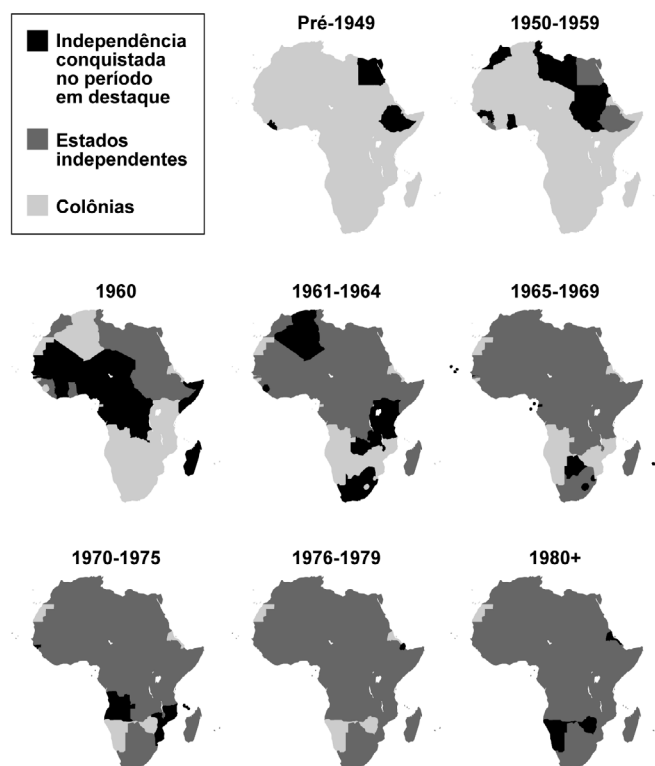 Independência
conquistada
no período
em destaque
Estados
independentes
Colônias
Pré-1949
1950-1959
1960
1961-1964
1965-1969
1970-1975
1976-1979
1980+